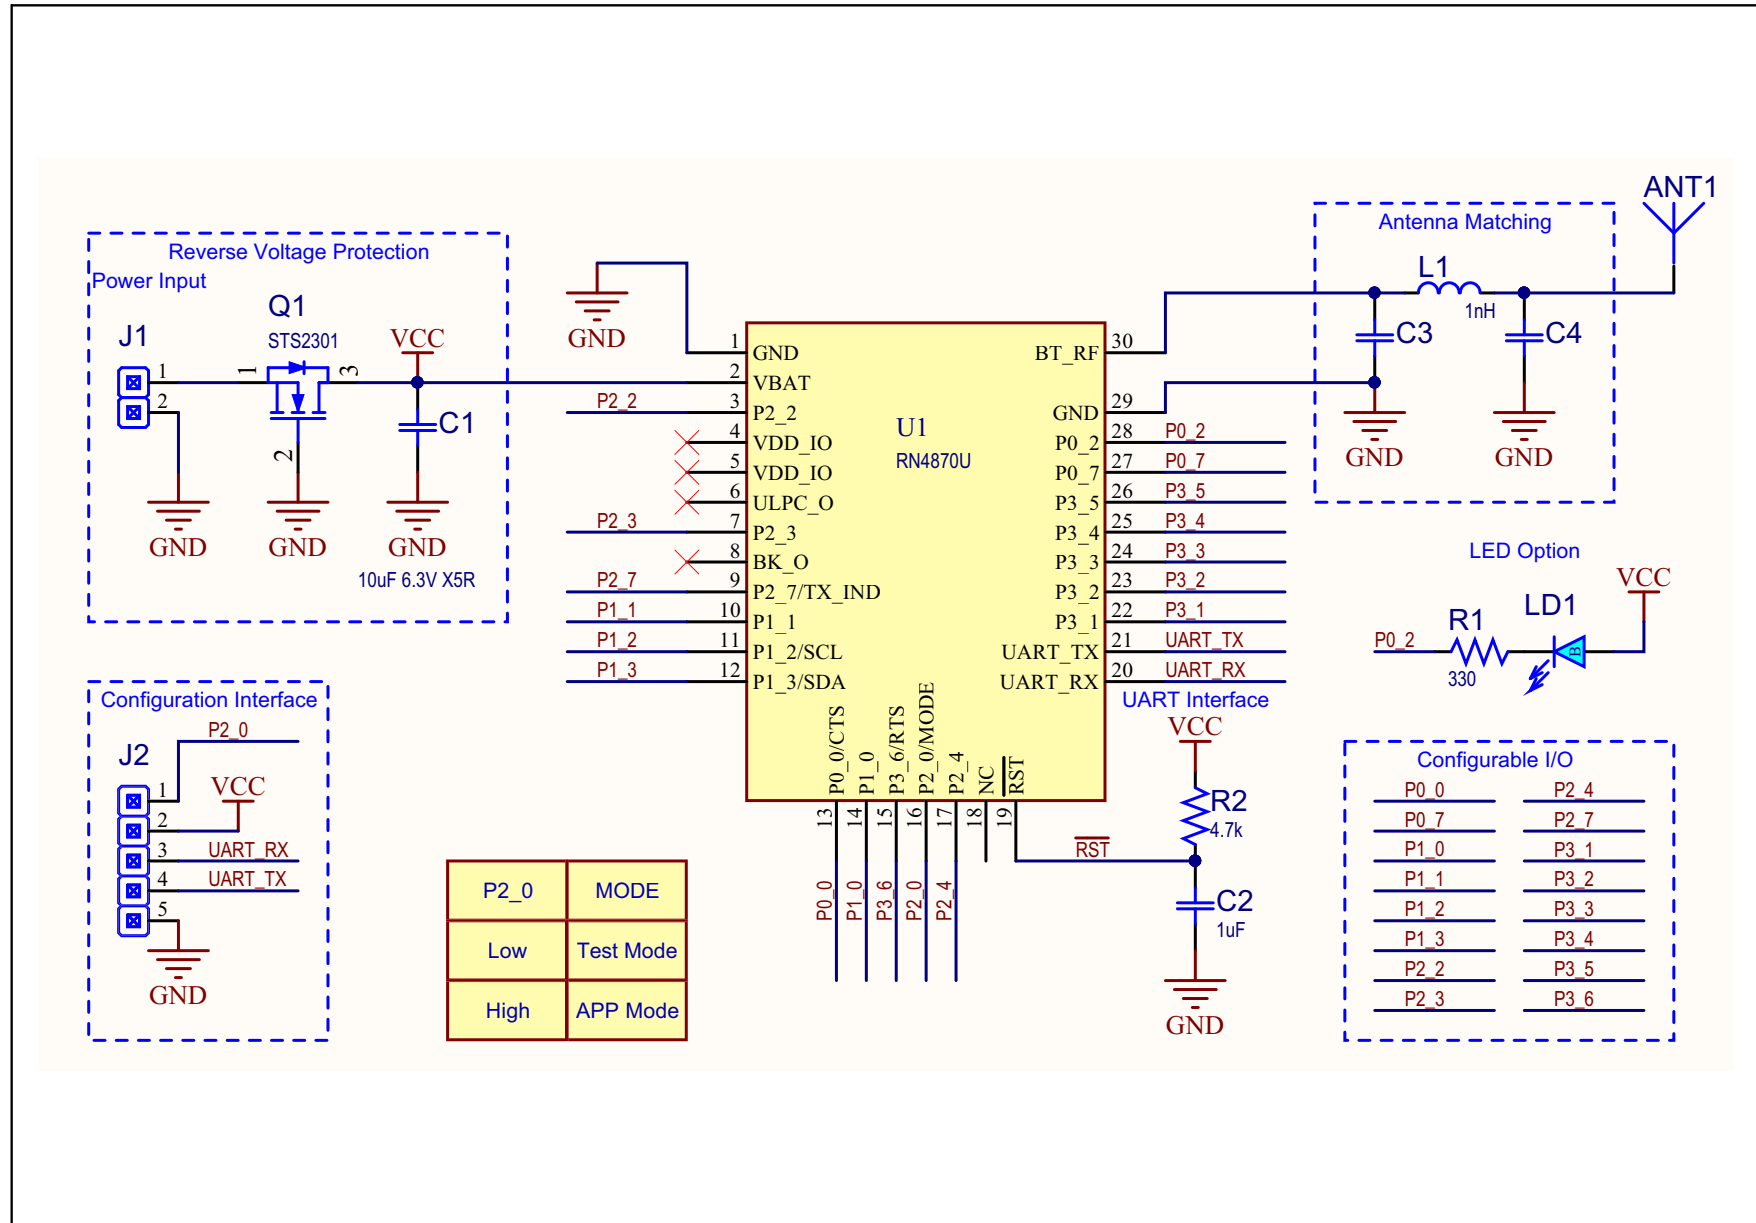 Reverse Voltage Protection
Power Input
J1
1
2
Q1
STS2301
1
3
2
VCC
C1
GND
GND
GND
10uF 6.3V X5R
GND
U1
RN4870U
1 GND
2 VBAT
P2_2 3 P2_2
4 VDD_IO
5 VDD_IO
6 ULPC_O
P2_3 7 P2_3
8 BK_O
P2_7 9 P2_7/TX_IND
P1_1 10 P1_1
P1_2 11 P1_2/SCL
P1_3 12 P1_3/SDA
BT_RF 30
GND 29
P0_2 28 P0_2
P0_7 27 P0_7
P3_5 26 P3_5
P3_4 25 P3_4
P3_3 24 P3_3
P3_2 23 P3_2
P3_1 22 P3_1
UART_TX 21 UART_TX
UART_RX 20 UART_RX
UART Interface
P0_0/CTS 13 P0_0
P1_0 14 P1_0
P3_6/RTS 15 P3_6
P2_0/MODE 16 P2_0
P2_4 17 P2_4
NC 18
RST 19
RST
VCC
R2
4.7k
C2
1uF
GND
Antenna Matching
ANT1
L1
1nH
C3
C4
GND
GND
LED Option
VCC
LD1
B
R1
330
P0_2
Configuration Interface
P2_0
J2
VCC
1
2
3 UART_RX
4 UART_TX
5
GND
P2_0 MODE
Low Test Mode
High APP Mode
Configurable I/O
P0_0 P2_4
P0_7 P2_7
P1_0 P3_1
P1_1 P3_2
P1_2 P3_3
P1_3 P3_4
P2_2 P3_5
P2_3 P3_6